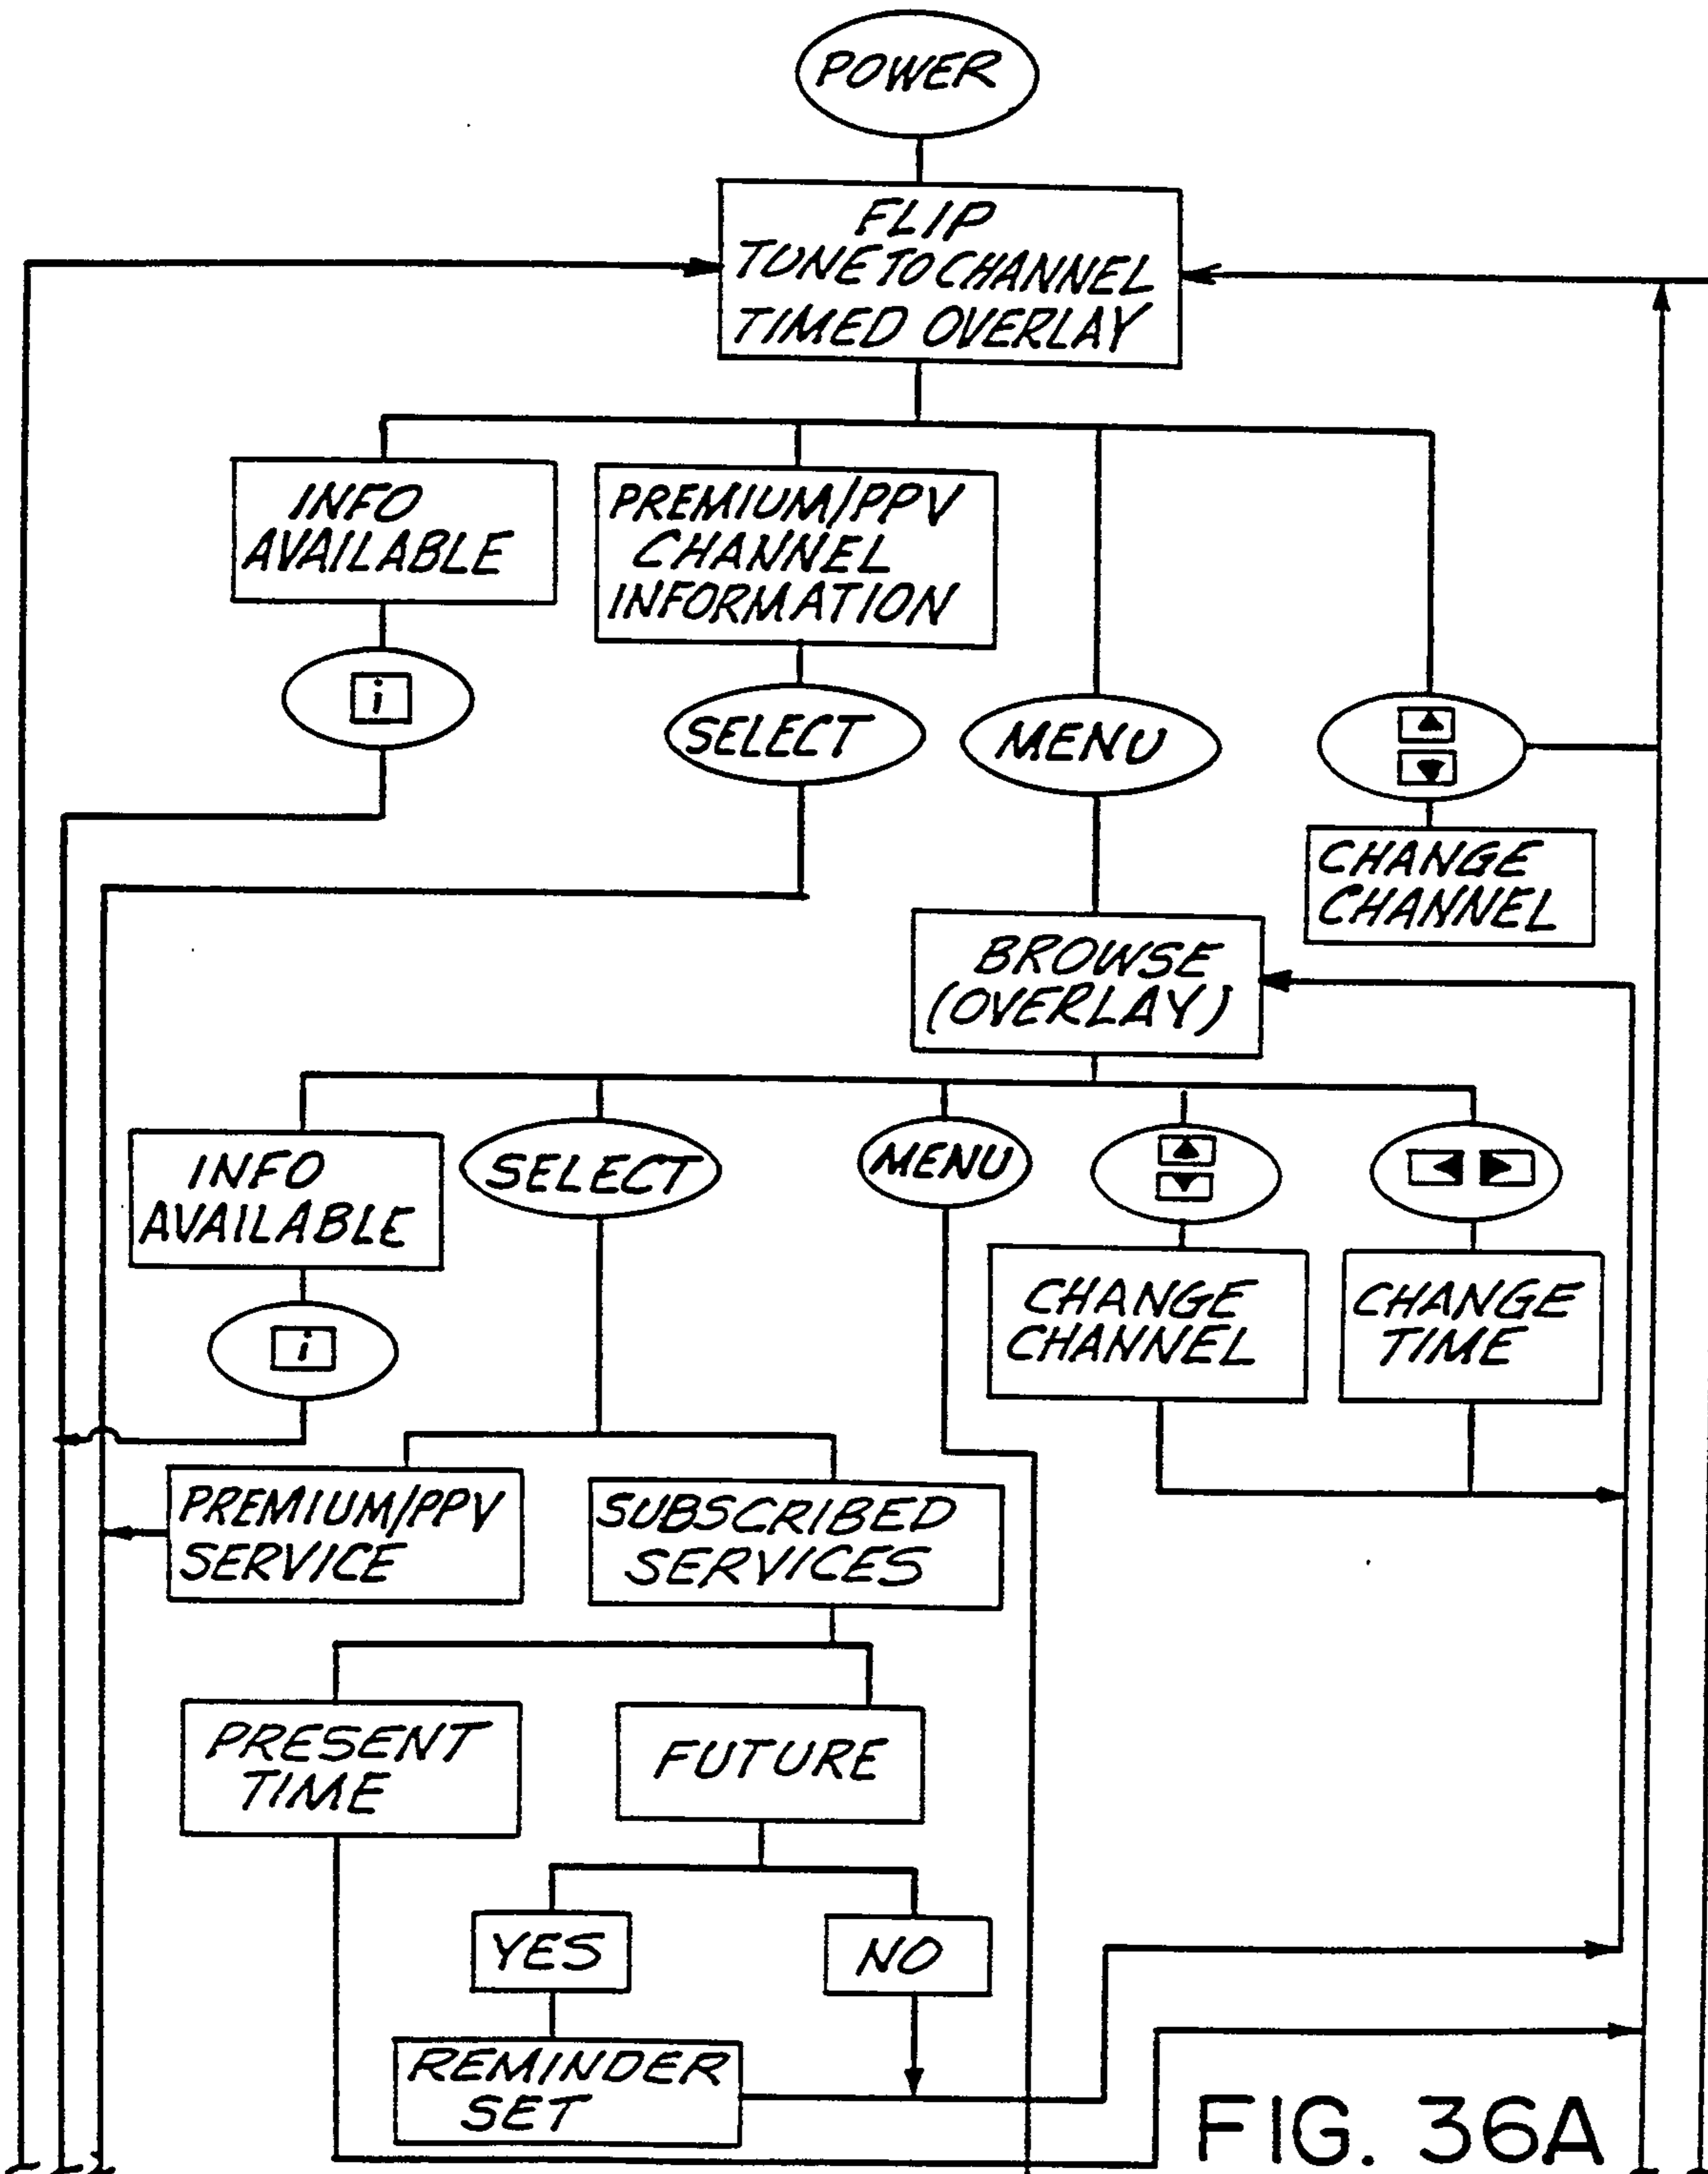 POWER
FLIP
TUNE TO CHANNEL
TIMED OVERLAY
INFO
AVAILABLE
PREMIUM/PPV
CHANNEL
INFORMATION
i
SELECT
MENU
CHANGE
CHANNEL
BROWSE
(OVERLAY)
INFO
AVAILABLE
SELECT
MENU
i
CHANGE
CHANNEL
CHANGE
TIME
PREMIUM/PPV
SERVICE
SUBSCRIBED
SERVICES
PRESENT
TIME
FUTURE
YES
NO
REMINDER
SET
FIG. 36A